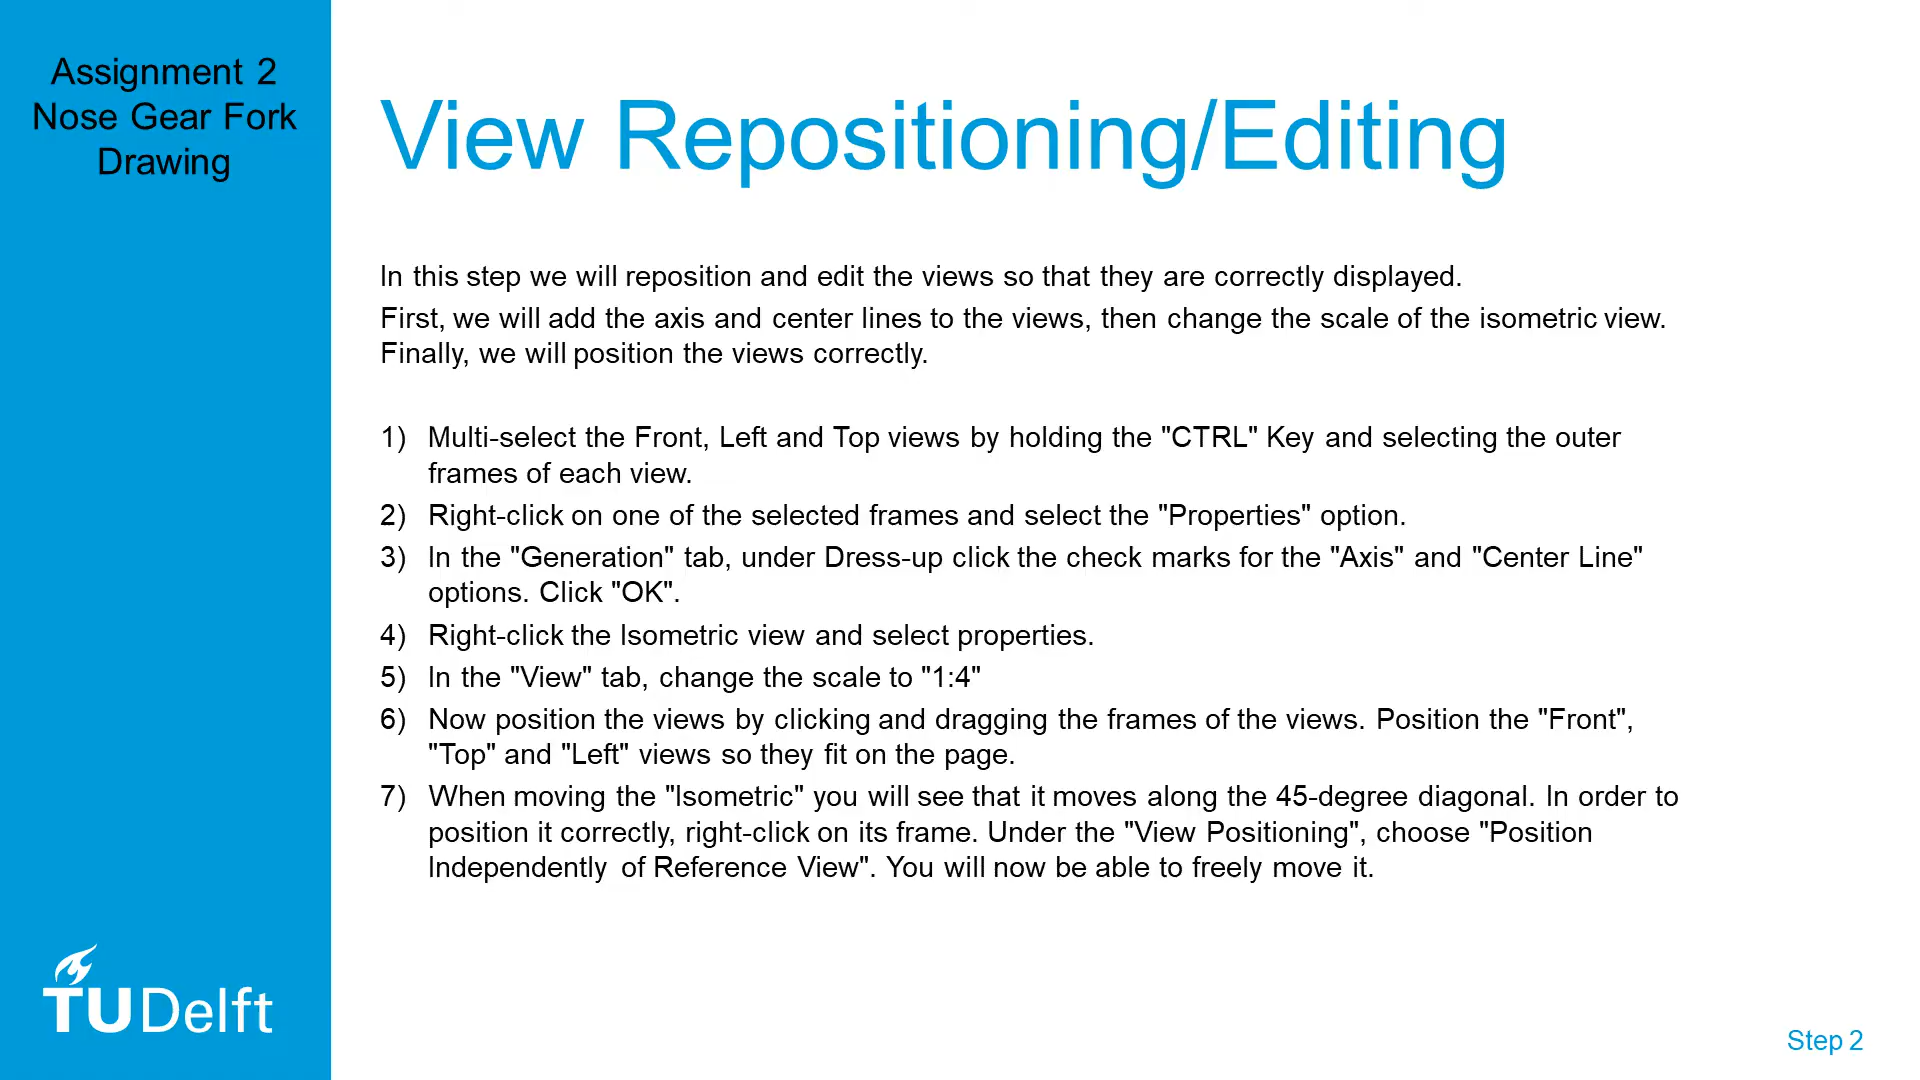 Assignment 2
Nose Gear Fork
Drawing
View Repositioning/Editing
In this step we will reposition and edit the views so that they are correctly displayed.
First, we will add the axis and center lines to the views, then change the scale of the isometric view.
Finally, we will position the views correctly.
1) Multi-select the Front, Left and Top views by holding the "CTRL" Key and selecting the outer
frames of each view.
2) Right-click on one of the selected frames and select the "Properties" option.
3) In the "Generation" tab, under Dress-up click the check marks for the "Axis" and "Center Line"
options. Click "OK".
4) Right-click the Isometric view and select properties.
5) In the "View" tab, change the scale to "1:4"
6) Now position the views by clicking and dragging the frames of the views. Position the "Front",
"Top" and "Left" views so they fit on the page.
7) When moving the "Isometric" you will see that it moves along the 45-degree diagonal. In order to
position it correctly, right-click on its frame. Under the "View Positioning", choose "Position
Independently of Reference View". You will now be able to freely move it.
TUDelft
Step 2